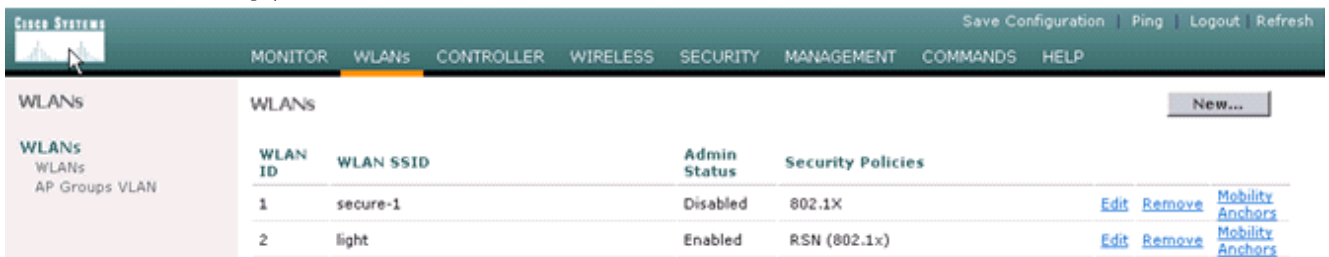 Cisco Systems
Save Configuration | Ping | Logout | Refresh
MONITOR WLANs CONTROLLER WIRELESS SECURITY MANAGEMENT COMMANDS HELP
WLANs
WLANs
WLANs
AP Groups VLAN
WLANs
New...
WLAN ID WLAN SSID Admin Status Security Policies
1 secure-1 Disabled 802.1X Edit Remove Mobility Anchors
2 light Enabled RSN (802.1x) Edit Remove Mobility Anchors